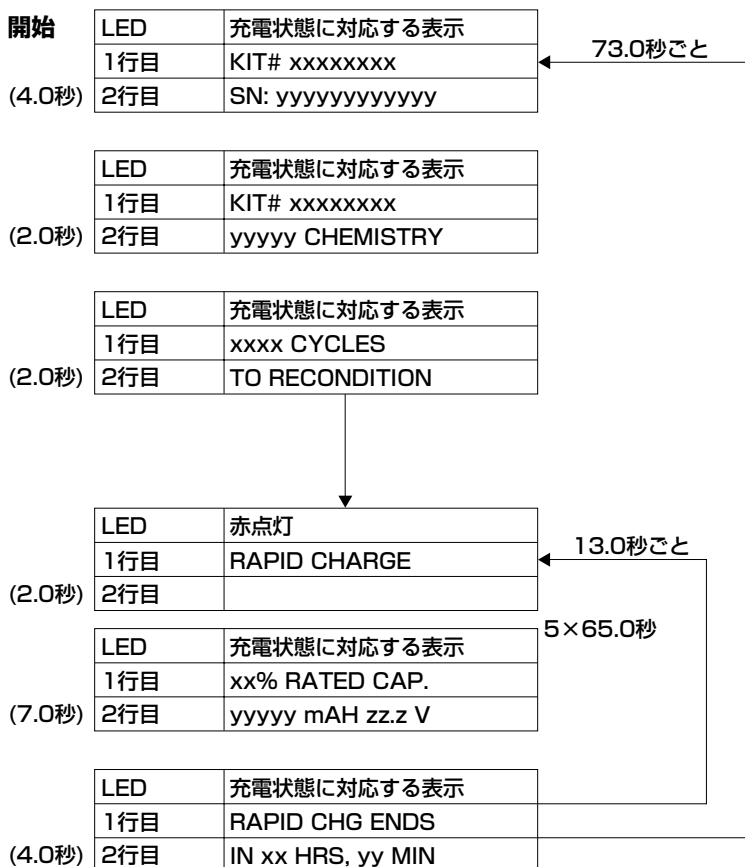 開始
LED 充電状態に対応する表示
1行目 KIT# xxxxxxxx
73.0秒ごと
(4.0秒) 2行目 SN: yyyyyyyyyyyy
LED 充電状態に対応する表示
1行目 KIT# xxxxxxxx
(2.0秒) 2行目 yyyyy CHEMISTRY
LED 充電状態に対応する表示
1行目 xxxx CYCLES
(2.0秒) 2行目 TO RECONDITION
LED 赤点灯
1行目 RAPID CHARGE
13.0秒ごと
(2.0秒) 2行目
5×65.0秒
LED 充電状態に対応する表示
1行目 xx% RATED CAP.
(7.0秒) 2行目 yyyyy mAH zz.z V
LED 充電状態に対応する表示
1行目 RAPID CHG ENDS
(4.0秒) 2行目 IN xx HRS, yy MIN